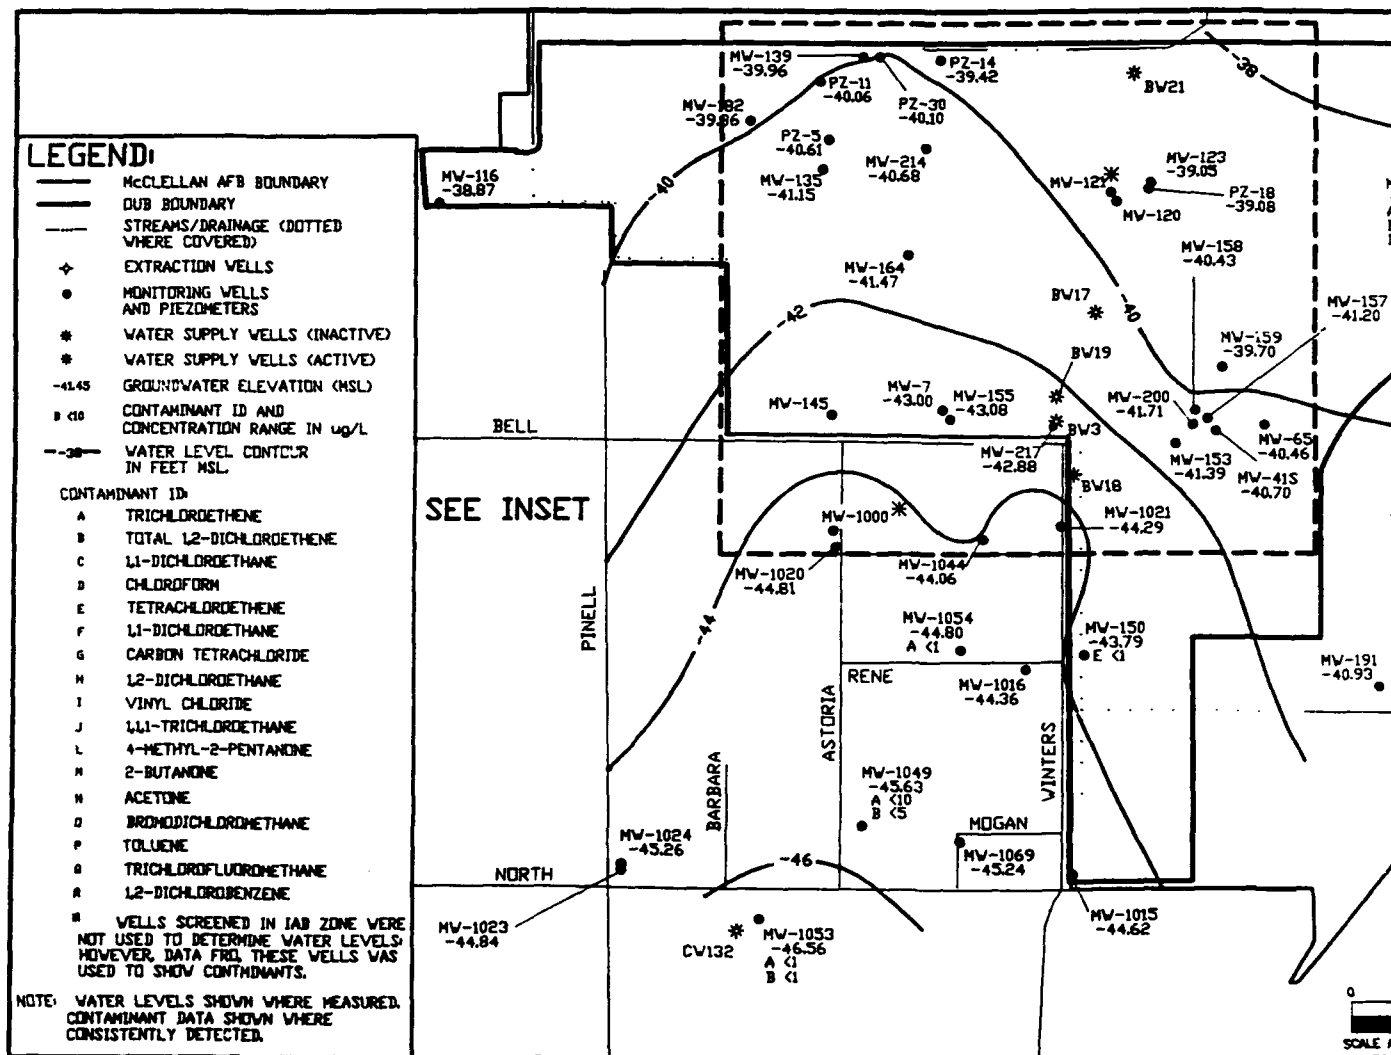 LEGEND:
McCLELLAN AFB BOUNDARY
OUB BOUNDARY
STREAMS/DRAINAGE (DOTTED
WHERE COVERED)
EXTRACTION WELLS
MONITORING WELLS
AND PIEZOMETERS
WATER SUPPLY WELLS (INACTIVE)
WATER SUPPLY WELLS (ACTIVE)
-41.45 GROUNDWATER ELEVATION (MSL)
B <10 CONTAMINANT ID AND
CONCENTRATION RANGE IN ug/L
-38 WATER LEVEL CONTOUR
IN FEET MSL.
CONTAMINANT ID:
A TRICHLOROETHENE
B TOTAL 1,2-DICHLOROETHENE
C 1,1-DICHLOROETHANE
D CHLOROFORM
E TETRACHLOROETHENE
F 1,1-DICHLOROETHANE
G CARBON TETRACHLORIDE
H 1,2-DICHLOROETHANE
I VINYL CHLORIDE
J 1,1,1-TRICHLOROETHANE
L 4-METHYL-2-PENTANONE
M 2-BUTANONE
N ACETONE
O BROMODICHLOROMETHANE
P TOLUENE
Q TRICHLOROFLUOROMETHANE
R 1,2-DICHLOROBENZENE
WELLS SCREENED IN IAB ZONE WERE
NOT USED TO DETERMINE WATER LEVELS;
HOWEVER, DATA FRO, THESE WELLS WAS
USED TO SHOW CONTMINANTS.
NOTE: WATER LEVELS SHOWN WHERE MEASURED.
CONTAMINANT DATA SHOWN WHERE
CONSISTENTLY DETECTED.
MW-139
-39.96
PZ-14
-39.42
-38
BW21
PZ-11
-40.06
PZ-30
-40.10
MW-182
-39.86
PZ-5
-40.61
MW-214
-40.68
MW-135
-41.15
MW-116
-38.87
-40
MW-123
-39.05
MW-121
PZ-18
-39.08
MW-120
MW-158
-40.43
MW-164
-41.47
BW17
-40
-42
MW-157
-41.20
MW-159
-39.70
BW19
MW-7
-43.00
MW-155
-43.08
MW-145
MW-200
-41.71
BELL
BW3
MW-217
-42.88
MW-65
-40.46
MW-153
-41.39
MW-41S
-40.70
BW18
SEE INSET
MW-1000
MW-1021
-44.29
MW-1020
-44.81
MW-1044
-44.06
PINELL
-44
MW-1054
-44.80
A <1
MW-150
-43.79
E <1
RENE
MW-1016
-44.36
MW-191
-40.93
ASTORIA
WINTERS
BARBARA
MW-1049
-45.63
A <10
B <5
MOGAN
MW-1024
-45.26
MW-1069
-45.24
-46
NORTH
MW-1023
-44.84
MW-1015
-44.62
CW132
MW-1053
-46.56
A <1
B <1
0
SCALE